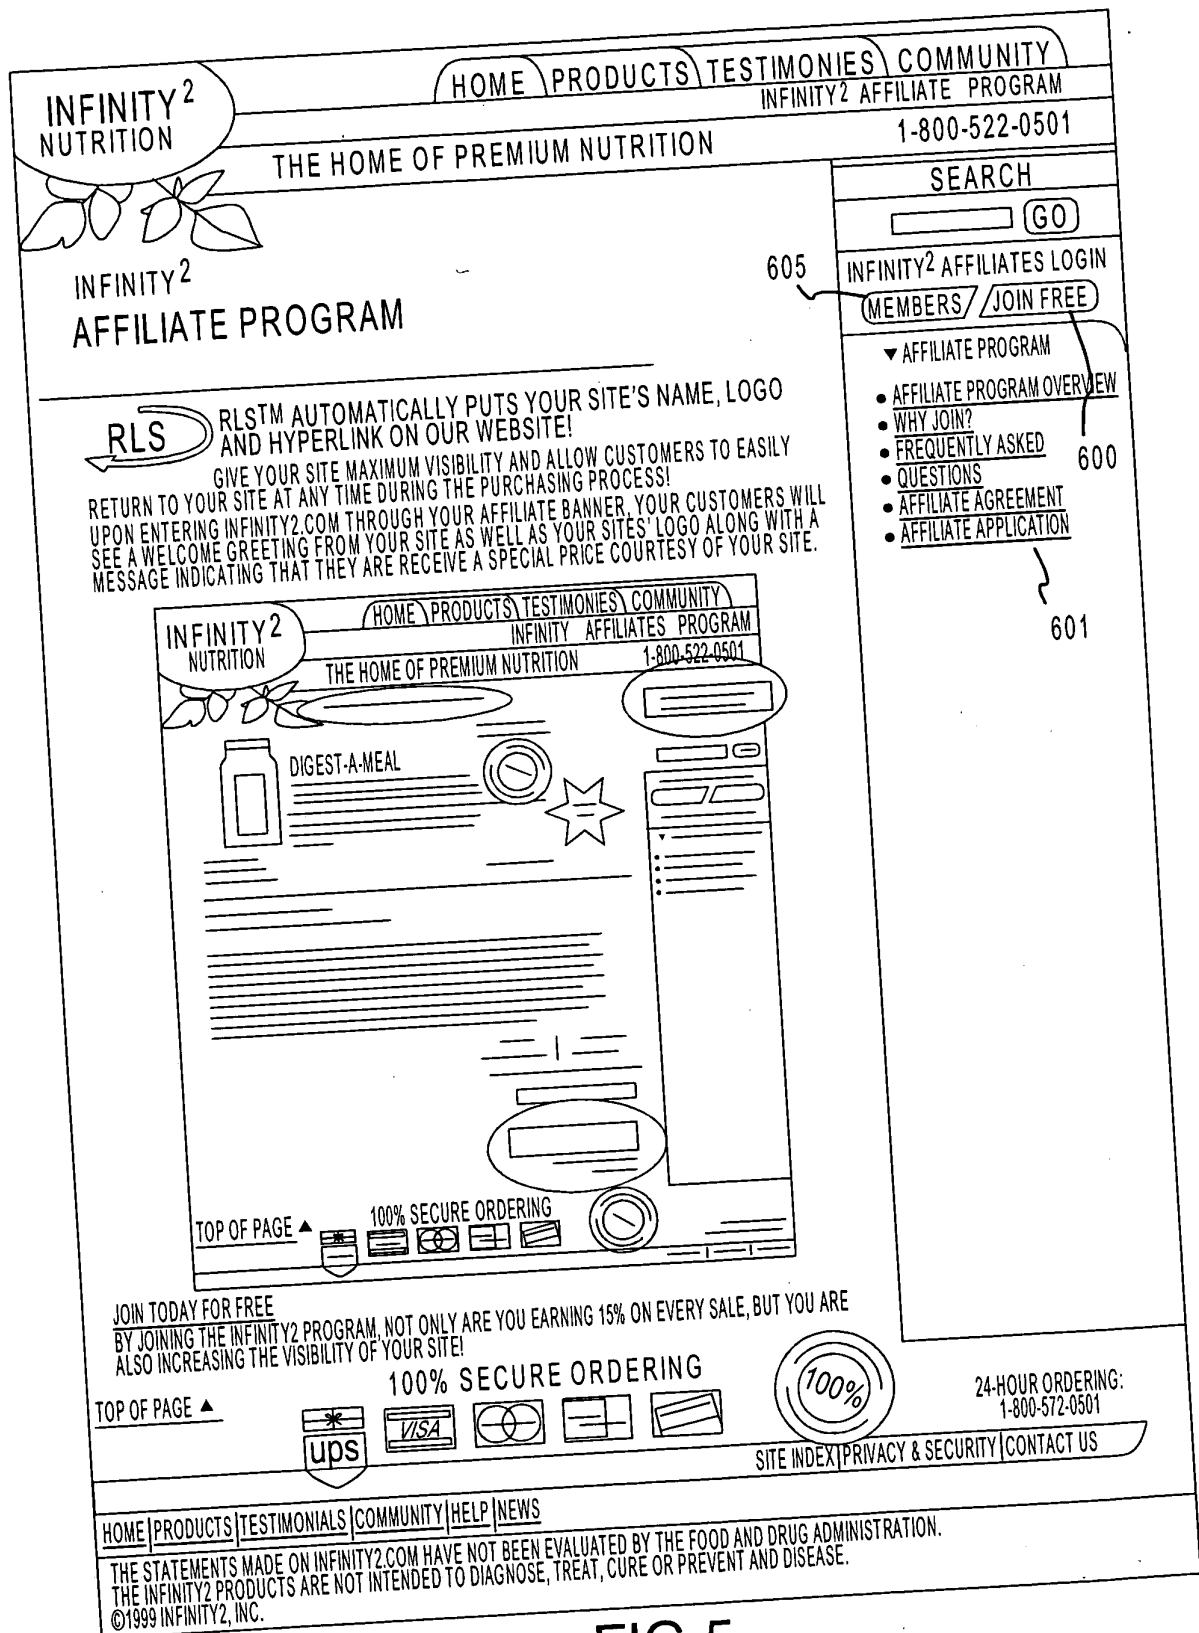 HOME PRODUCTS TESTIMONIES COMMUNITY
INFINITY2
NUTRITION
INFINITY2 AFFILIATE PROGRAM
THE HOME OF PREMIUM NUTRITION
1-800-522-0501
SEARCH
GO
INFINITY2
AFFILIATE PROGRAM
605
INFINITY2 AFFILIATES LOGIN
MEMBERS JOIN FREE
▼ AFFILIATE PROGRAM
• AFFILIATE PROGRAM OVERVIEW
• WHY JOIN?
• FREQUENTLY ASKED
• QUESTIONS
• AFFILIATE AGREEMENT
• AFFILIATE APPLICATION
600
601
RLS
RLS™ AUTOMATICALLY PUTS YOUR SITE'S NAME, LOGO
AND HYPERLINK ON OUR WEBSITE!
GIVE YOUR SITE MAXIMUM VISIBILITY AND ALLOW CUSTOMERS TO EASILY
RETURN TO YOUR SITE AT ANY TIME DURING THE PURCHASING PROCESS!
UPON ENTERING INFINITY2.COM THROUGH YOUR AFFILIATE BANNER, YOUR CUSTOMERS WILL
SEE A WELCOME GREETING FROM YOUR SITE AS WELL AS YOUR SITES' LOGO ALONG WITH A
MESSAGE INDICATING THAT THEY ARE RECEIVE A SPECIAL PRICE COURTESY OF YOUR SITE.
HOME PRODUCTS TESTIMONIES COMMUNITY
INFINITY2
NUTRITION
INFINITY AFFILIATES PROGRAM
THE HOME OF PREMIUM NUTRITION
1-800-522-0501
DIGEST-A-MEAL
100% SECURE ORDERING
TOP OF PAGE ▲
JOIN TODAY FOR FREE
BY JOINING THE INFINITY2 PROGRAM, NOT ONLY ARE YOU EARNING 15% ON EVERY SALE, BUT YOU ARE
ALSO INCREASING THE VISIBILITY OF YOUR SITE!
100% SECURE ORDERING
TOP OF PAGE ▲
ups
VISA
100%
24-HOUR ORDERING:
1-800-572-0501
SITE INDEX|PRIVACY & SECURITY|CONTACT US
HOME|PRODUCTS|TESTIMONIALS|COMMUNITY|HELP|NEWS
THE STATEMENTS MADE ON INFINITY2.COM HAVE NOT BEEN EVALUATED BY THE FOOD AND DRUG ADMINISTRATION.
THE INFINITY2 PRODUCTS ARE NOT INTENDED TO DIAGNOSE, TREAT, CURE OR PREVENT AND DISEASE.
©1999 INFINITY2, INC.
FIG.5